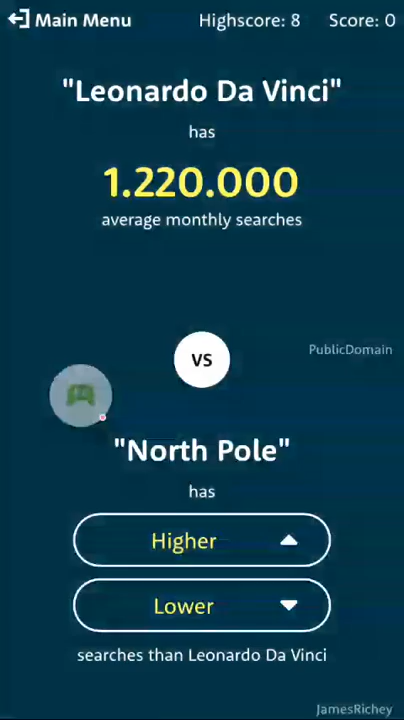 Main Menu Highscore: 8 Score: 0
"Leonardo Da Vinci"
has
1.220.000
average monthly searches
PublicDomain
VS
"North Pole"
has
Higher
Lower
searches than Leonardo Da Vinci
JamesRichey